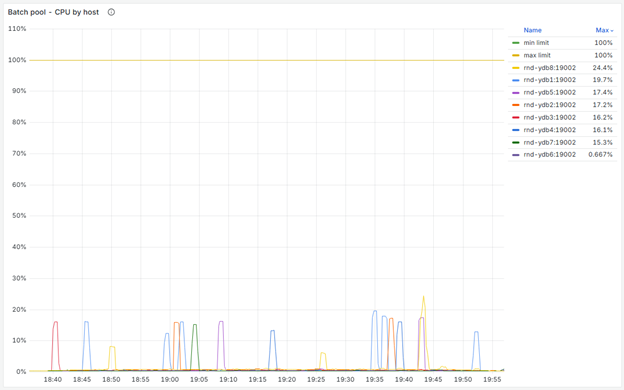 Batch pool - CPU by host
110%
100%
90%
80%
70%
60%
50%
40%
30%
20%
10%
0%
18:40 18:45 18:50 18:55 19:00 19:05 19:10 19:15 19:20 19:25 19:30 19:35 19:40 19:45 19:50 19:55
Name Max
min limit 100%
max limit 100%
rnd-ydb8:19002 24.4%
rnd-ydb1:19002 19.7%
rnd-ydb5:19002 17.4%
rnd-ydb2:19002 17.2%
rnd-ydb3:19002 16.2%
rnd-ydb4:19002 16.1%
rnd-ydb7:19002 15.3%
rnd-ydb6:19002 0.667%